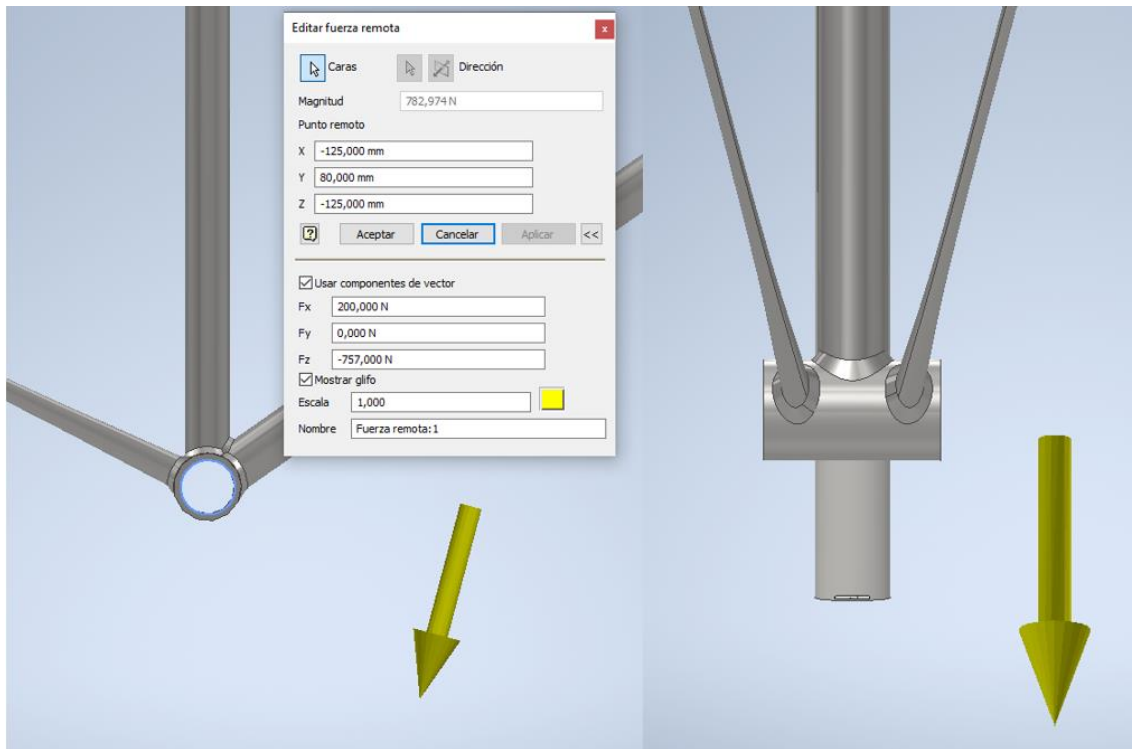 Editar fuerza remota
x
Caras Dirección
Magnitud 782,974 N
Punto remoto
X -125,000 mm
Y 80,000 mm
Z -125,000 mm
? Aceptar Cancelar Aplicar <<
Usar componentes de vector
Fx 200,000 N
Fy 0,000 N
Fz -757,000 N
Mostrar glifo
Escala 1,000
Nombre Fuerza remota:1